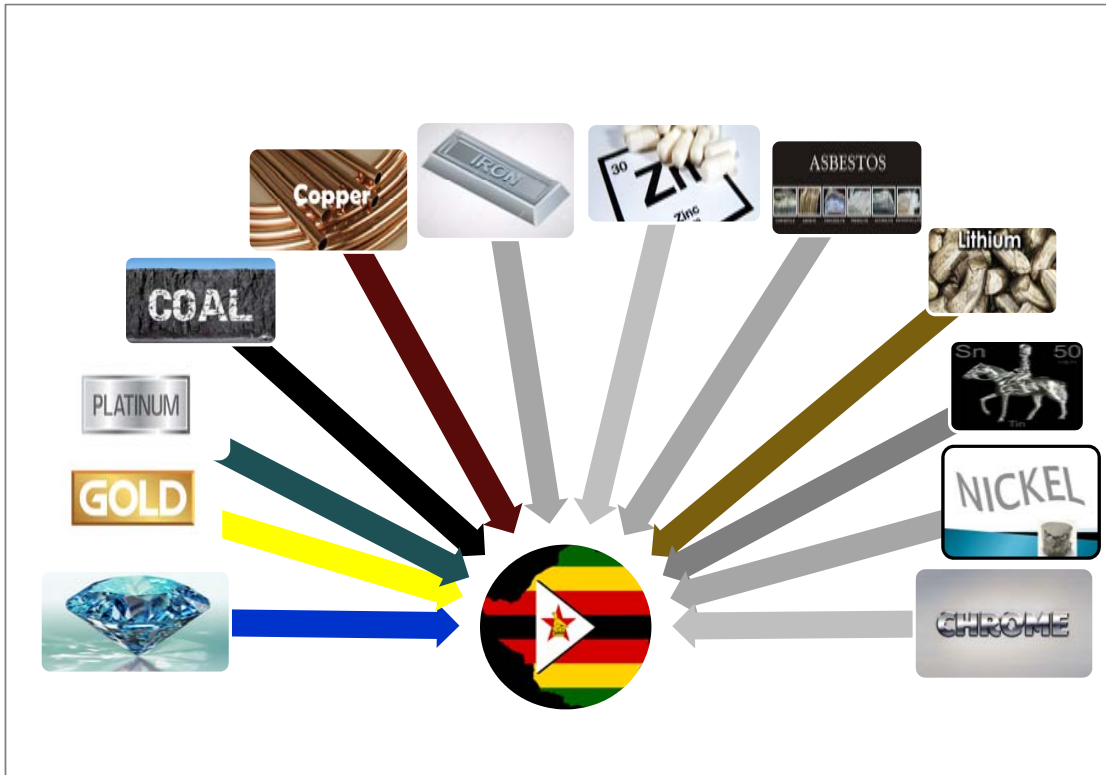 Copper
IRON
30
Zn
Zinc
ASBESTOS
Lithium
COAL
Sn 50
Tin
PLATINUM
GOLD
NICKEL
CHROME